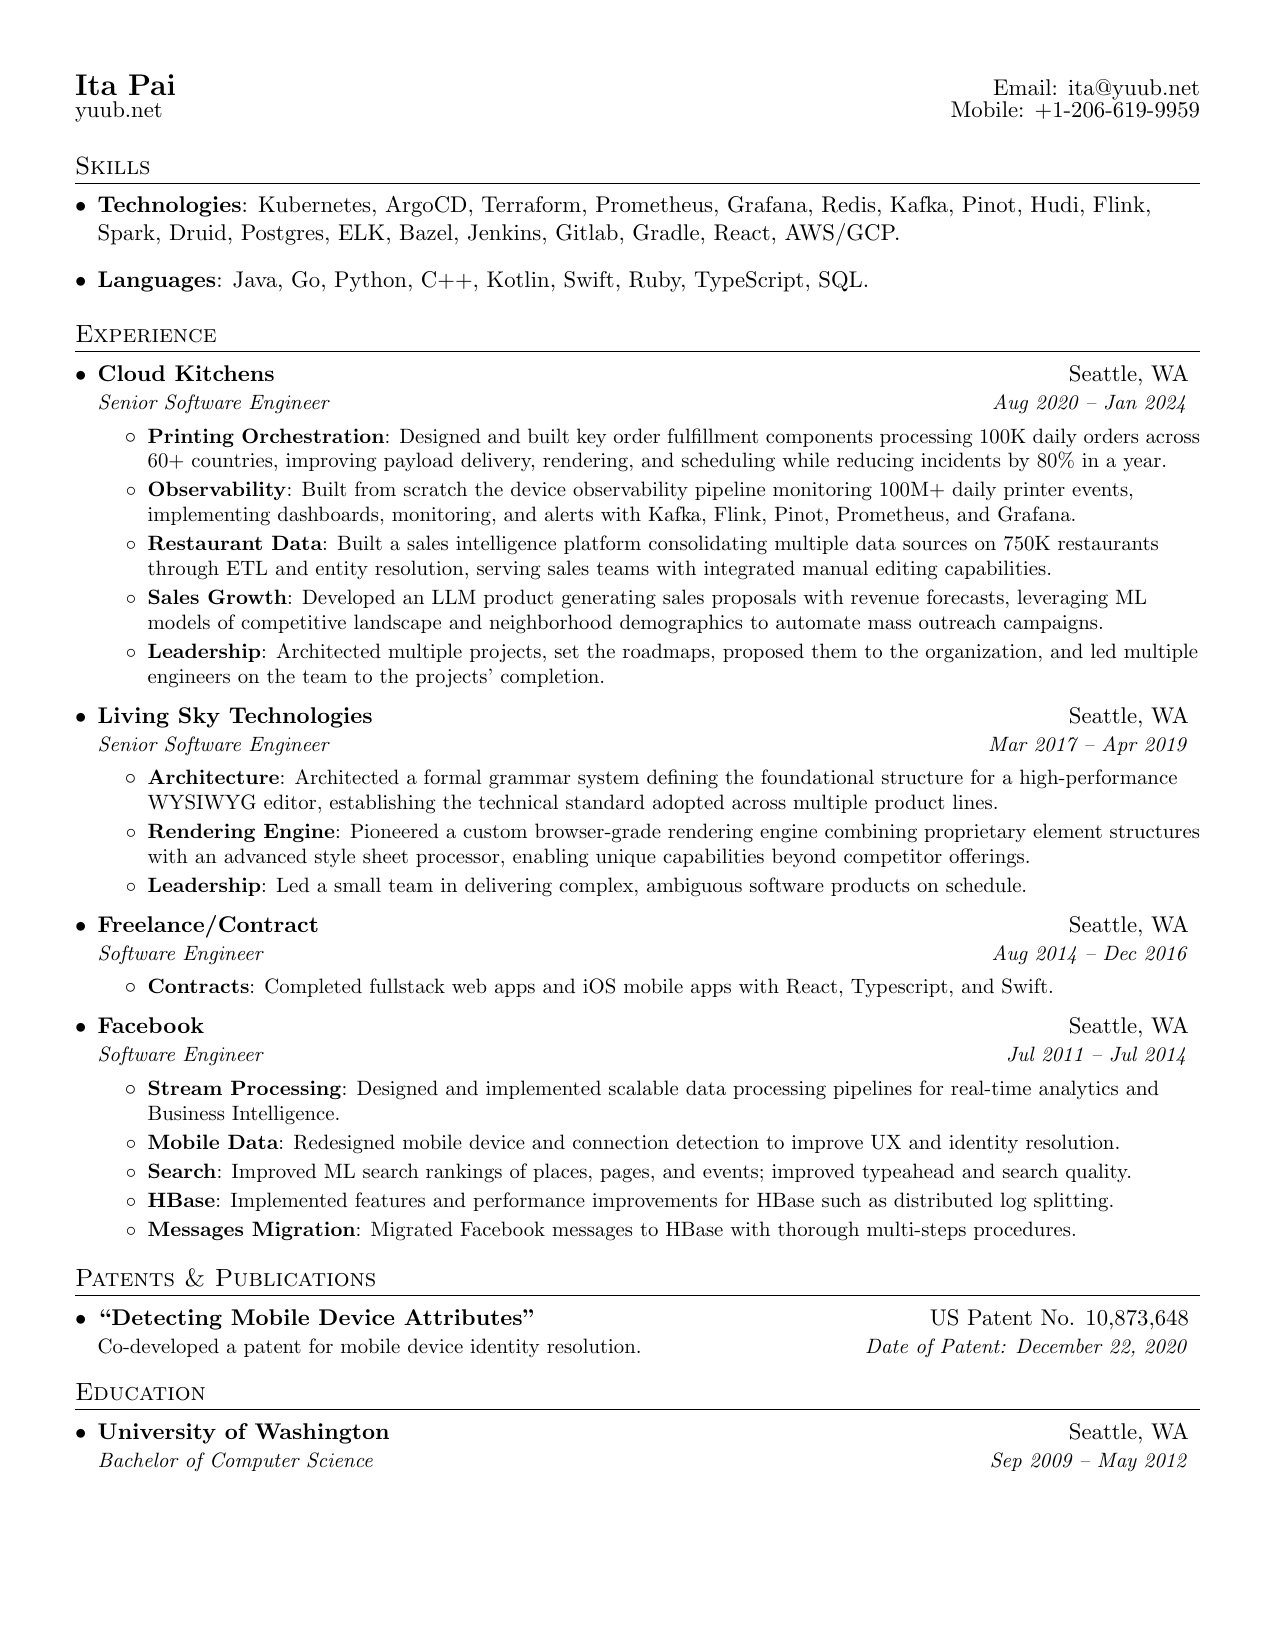 Ita Pai
Email: ita@yuub.net
yuub.net
Mobile: +1-206-619-9959
Skills
• Technologies: Kubernetes, ArgoCD, Terraform, Prometheus, Grafana, Redis, Kafka, Pinot, Hudi, Flink,
Spark, Druid, Postgres, ELK, Bazel, Jenkins, Gitlab, Gradle, React, AWS/GCP.
• Languages: Java, Go, Python, C++, Kotlin, Swift, Ruby, TypeScript, SQL.
Experience
• Cloud Kitchens Seattle, WA
Senior Software Engineer Aug 2020 – Jan 2024
◦ Printing Orchestration: Designed and built key order fulfillment components processing 100K daily orders across
60+ countries, improving payload delivery, rendering, and scheduling while reducing incidents by 80% in a year.
◦ Observability: Built from scratch the device observability pipeline monitoring 100M+ daily printer events,
implementing dashboards, monitoring, and alerts with Kafka, Flink, Pinot, Prometheus, and Grafana.
◦ Restaurant Data: Built a sales intelligence platform consolidating multiple data sources on 750K restaurants
through ETL and entity resolution, serving sales teams with integrated manual editing capabilities.
◦ Sales Growth: Developed an LLM product generating sales proposals with revenue forecasts, leveraging ML
models of competitive landscape and neighborhood demographics to automate mass outreach campaigns.
◦ Leadership: Architected multiple projects, set the roadmaps, proposed them to the organization, and led multiple
engineers on the team to the projects’ completion.
• Living Sky Technologies Seattle, WA
Senior Software Engineer Mar 2017 – Apr 2019
◦ Architecture: Architected a formal grammar system defining the foundational structure for a high-performance
WYSIWYG editor, establishing the technical standard adopted across multiple product lines.
◦ Rendering Engine: Pioneered a custom browser-grade rendering engine combining proprietary element structures
with an advanced style sheet processor, enabling unique capabilities beyond competitor offerings.
◦ Leadership: Led a small team in delivering complex, ambiguous software products on schedule.
• Freelance/Contract Seattle, WA
Software Engineer Aug 2014 – Dec 2016
◦ Contracts: Completed fullstack web apps and iOS mobile apps with React, Typescript, and Swift.
• Facebook Seattle, WA
Software Engineer Jul 2011 – Jul 2014
◦ Stream Processing: Designed and implemented scalable data processing pipelines for real-time analytics and
Business Intelligence.
◦ Mobile Data: Redesigned mobile device and connection detection to improve UX and identity resolution.
◦ Search: Improved ML search rankings of places, pages, and events; improved typeahead and search quality.
◦ HBase: Implemented features and performance improvements for HBase such as distributed log splitting.
◦ Messages Migration: Migrated Facebook messages to HBase with thorough multi-steps procedures.
Patents & Publications
• “Detecting Mobile Device Attributes” US Patent No. 10,873,648
Co-developed a patent for mobile device identity resolution. Date of Patent: December 22, 2020
Education
• University of Washington Seattle, WA
Bachelor of Computer Science Sep 2009 – May 2012